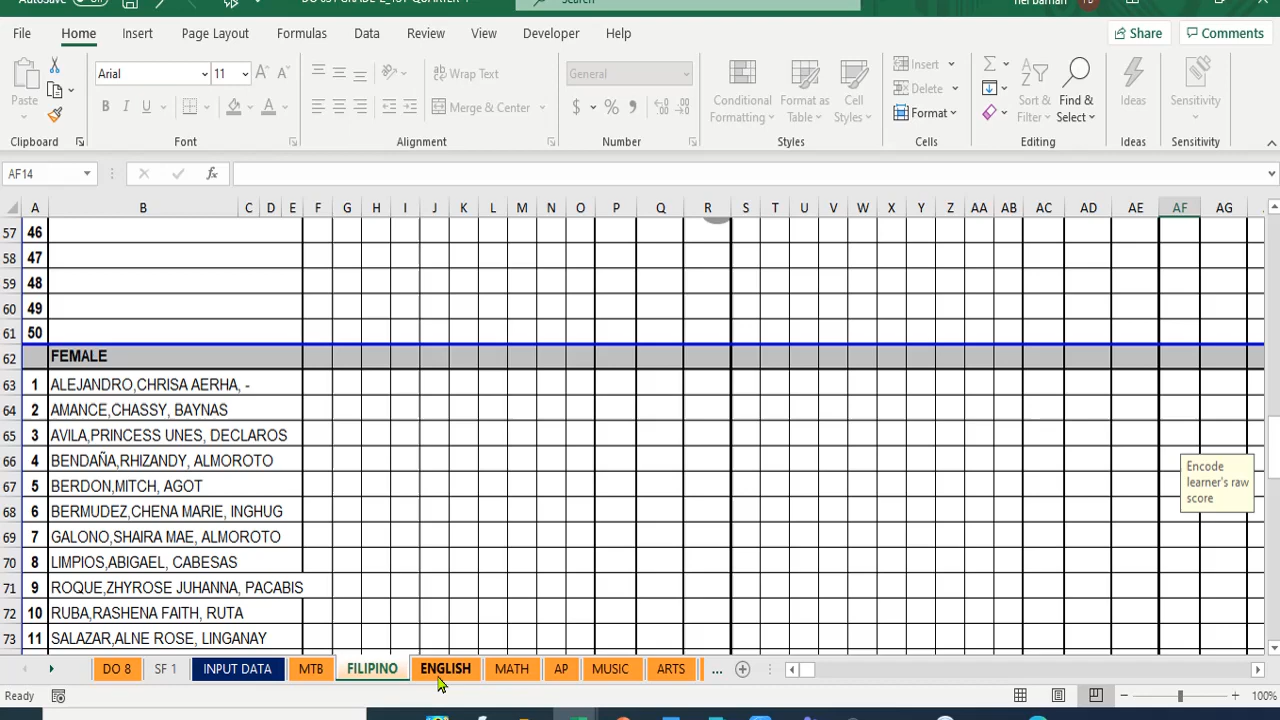 File Home Insert Page Layout Formulas Data Review View Developer Help Share Comments
Arial 11 Wrap Text General Insert
Paste B I U Merge & Center $ % Conditional Formatting Format as Table Cell Styles Delete Format Sort & Filter Find & Select Ideas Sensitivity
Clipboard Font Alignment Number Styles Cells Editing Ideas Sensitivity
AF14 fx
A B C D E F G H I J K L M N O P Q R S T U V W X Y Z AA AB AC AD AE AF AG
57 46
58 47
59 48
60 49
61 50
62 FEMALE
63 1 ALEJANDRO,CHRISA AERHA, -
64 2 AMANCE,CHASSY, BAYNAS
65 3 AVILA,PRINCESS UNES, DECLAROS
66 4 BENDAÑA,RHIZANDY, ALMOROTO
67 5 BERDON,MITCH, AGOT
68 6 BERMUDEZ,CHENA MARIE, INGHUG
69 7 GALONO,SHAIRA MAE, ALMOROTO
70 8 LIMPIOS,ABIGAEL, CABESAS
71 9 ROQUE,ZHYROSE JUHANNA, PACABIS
72 10 RUBA,RASHENA FAITH, RUTA
73 11 SALAZAR,ALNE ROSE, LINGANAY
Encode
learner's raw
score
DO 8 SF 1 INPUT DATA MTB FILIPINO ENGLISH MATH AP MUSIC ARTS ...
Ready 100%